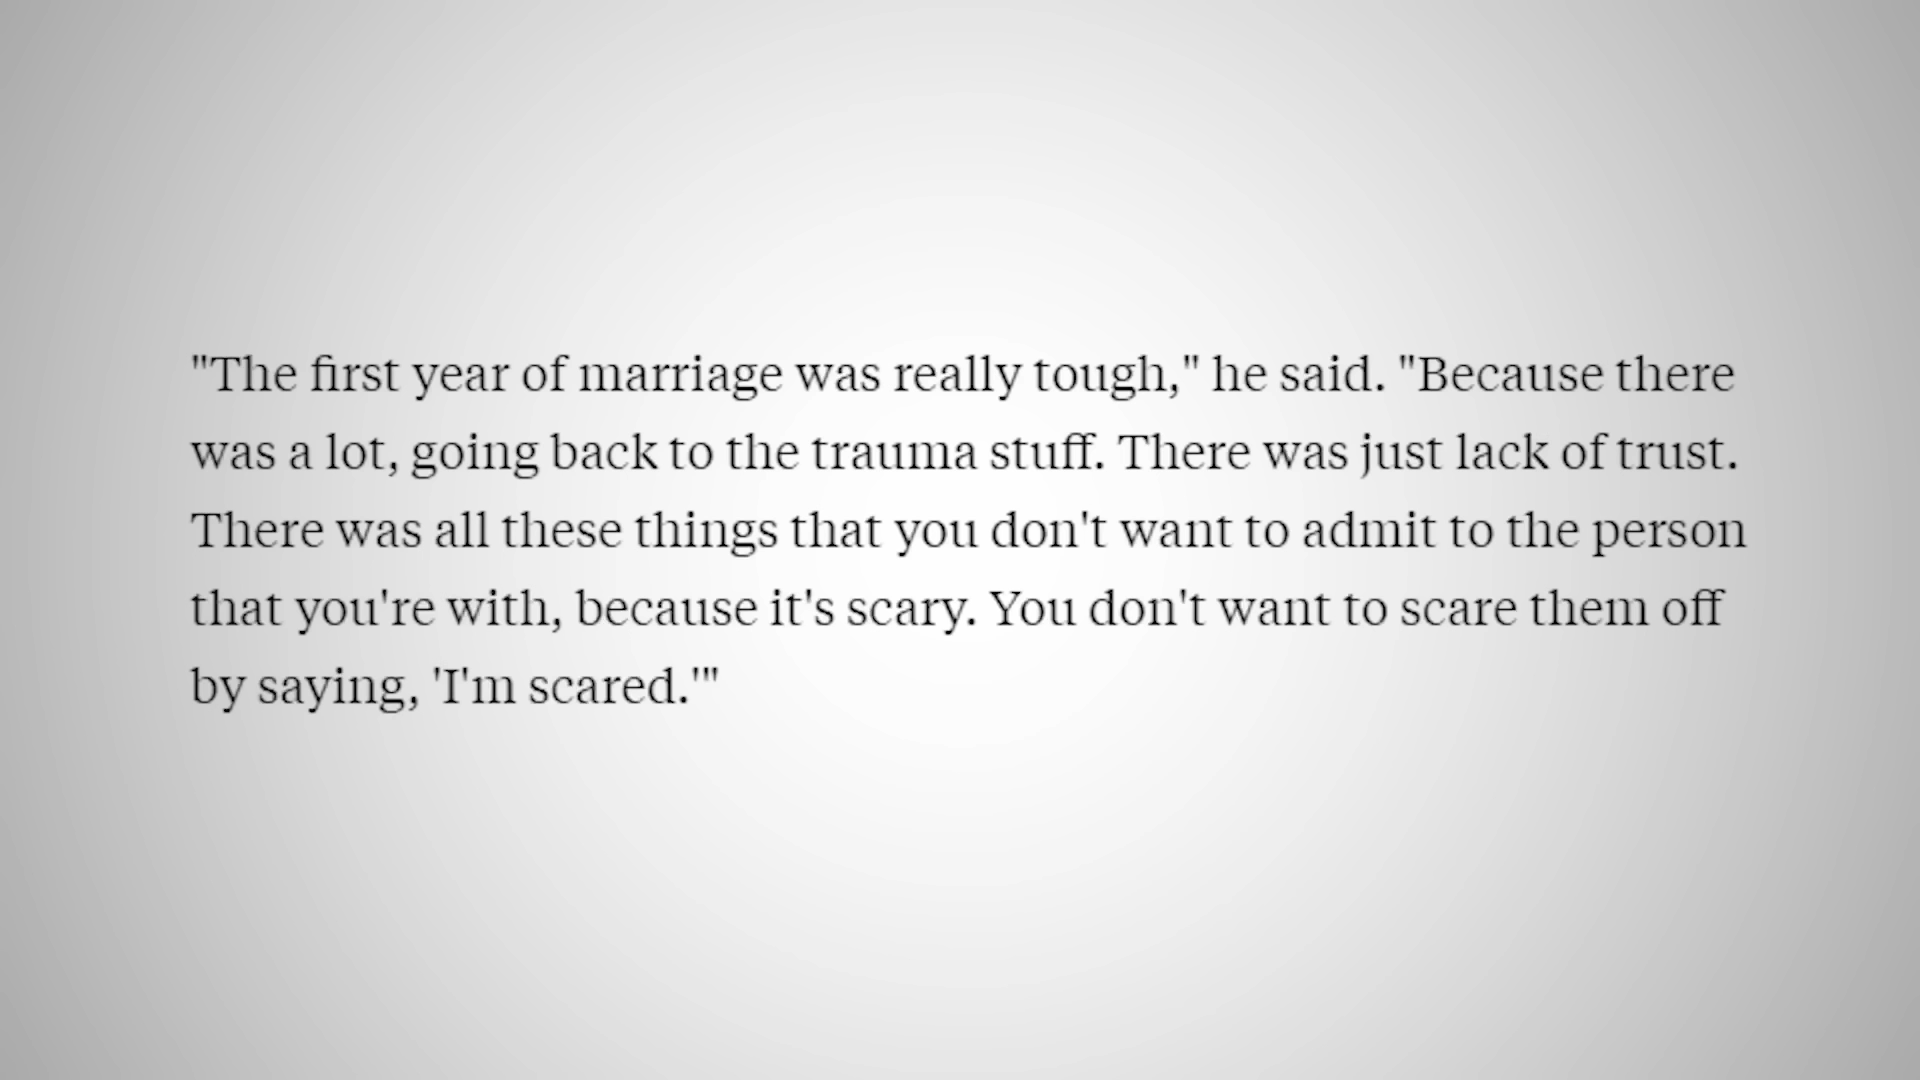 "The first year of marriage was really tough," he said. "Because there
was a lot, going back to the trauma stuff. There was just lack of trust.
There was all these things that you don't want to admit to the person
that you're with, because it's scary. You don't want to scare them off
by saying, 'I'm scared.'"